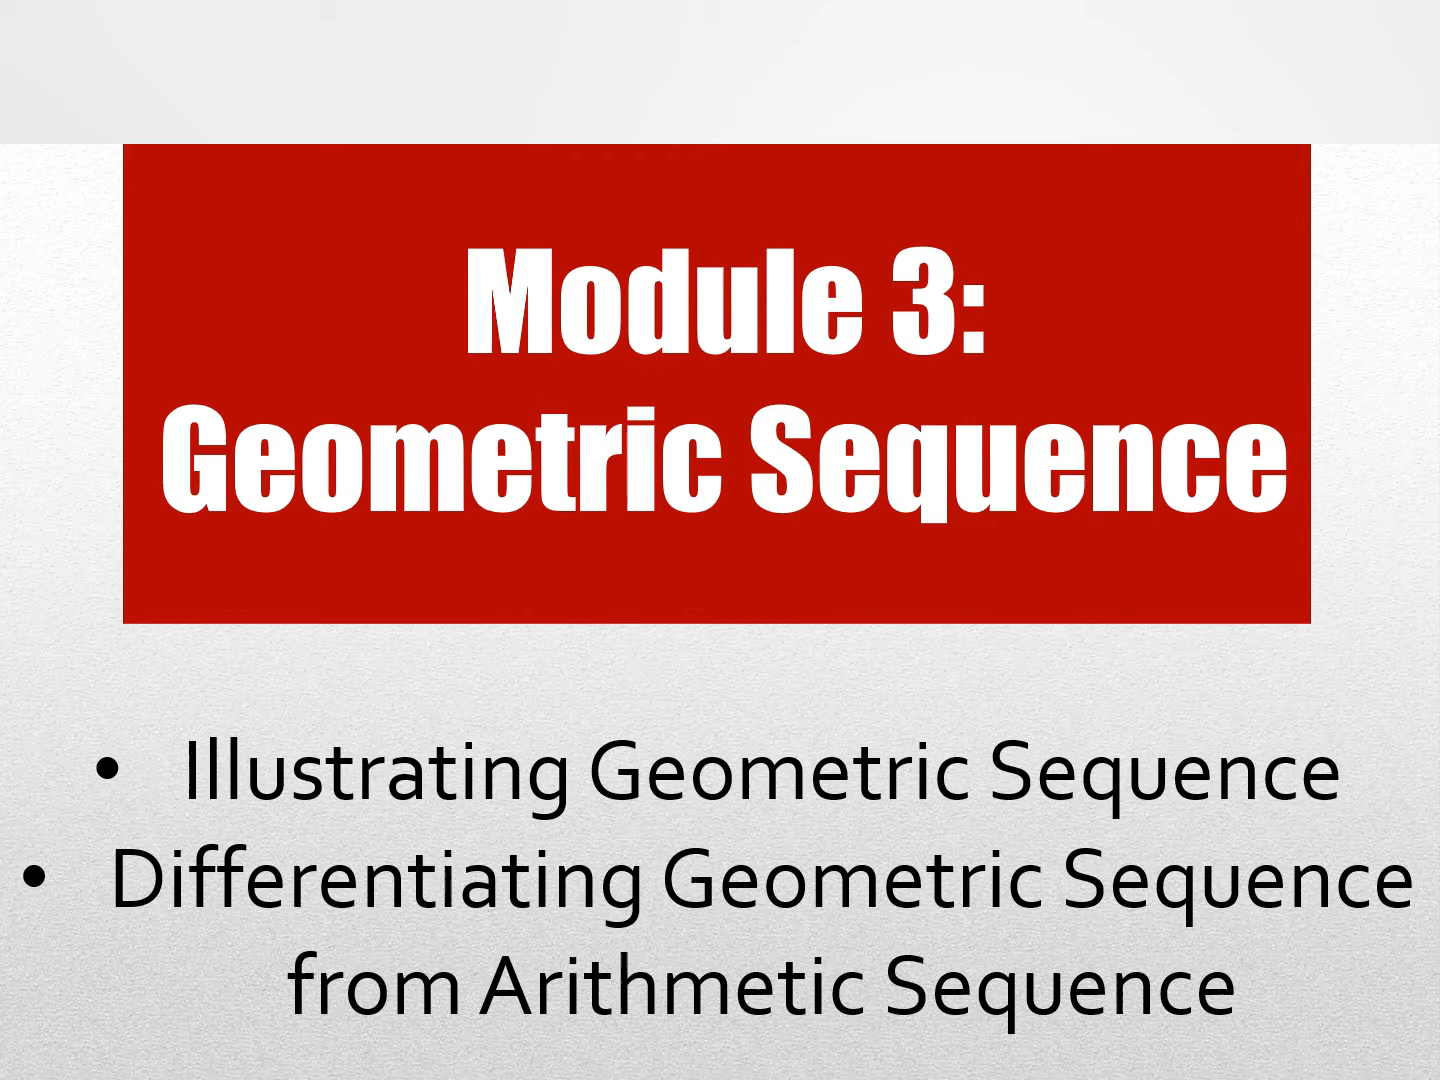 Module 3:
Geometric Sequence
• Illustrating Geometric Sequence
• Differentiating Geometric Sequence
from Arithmetic Sequence